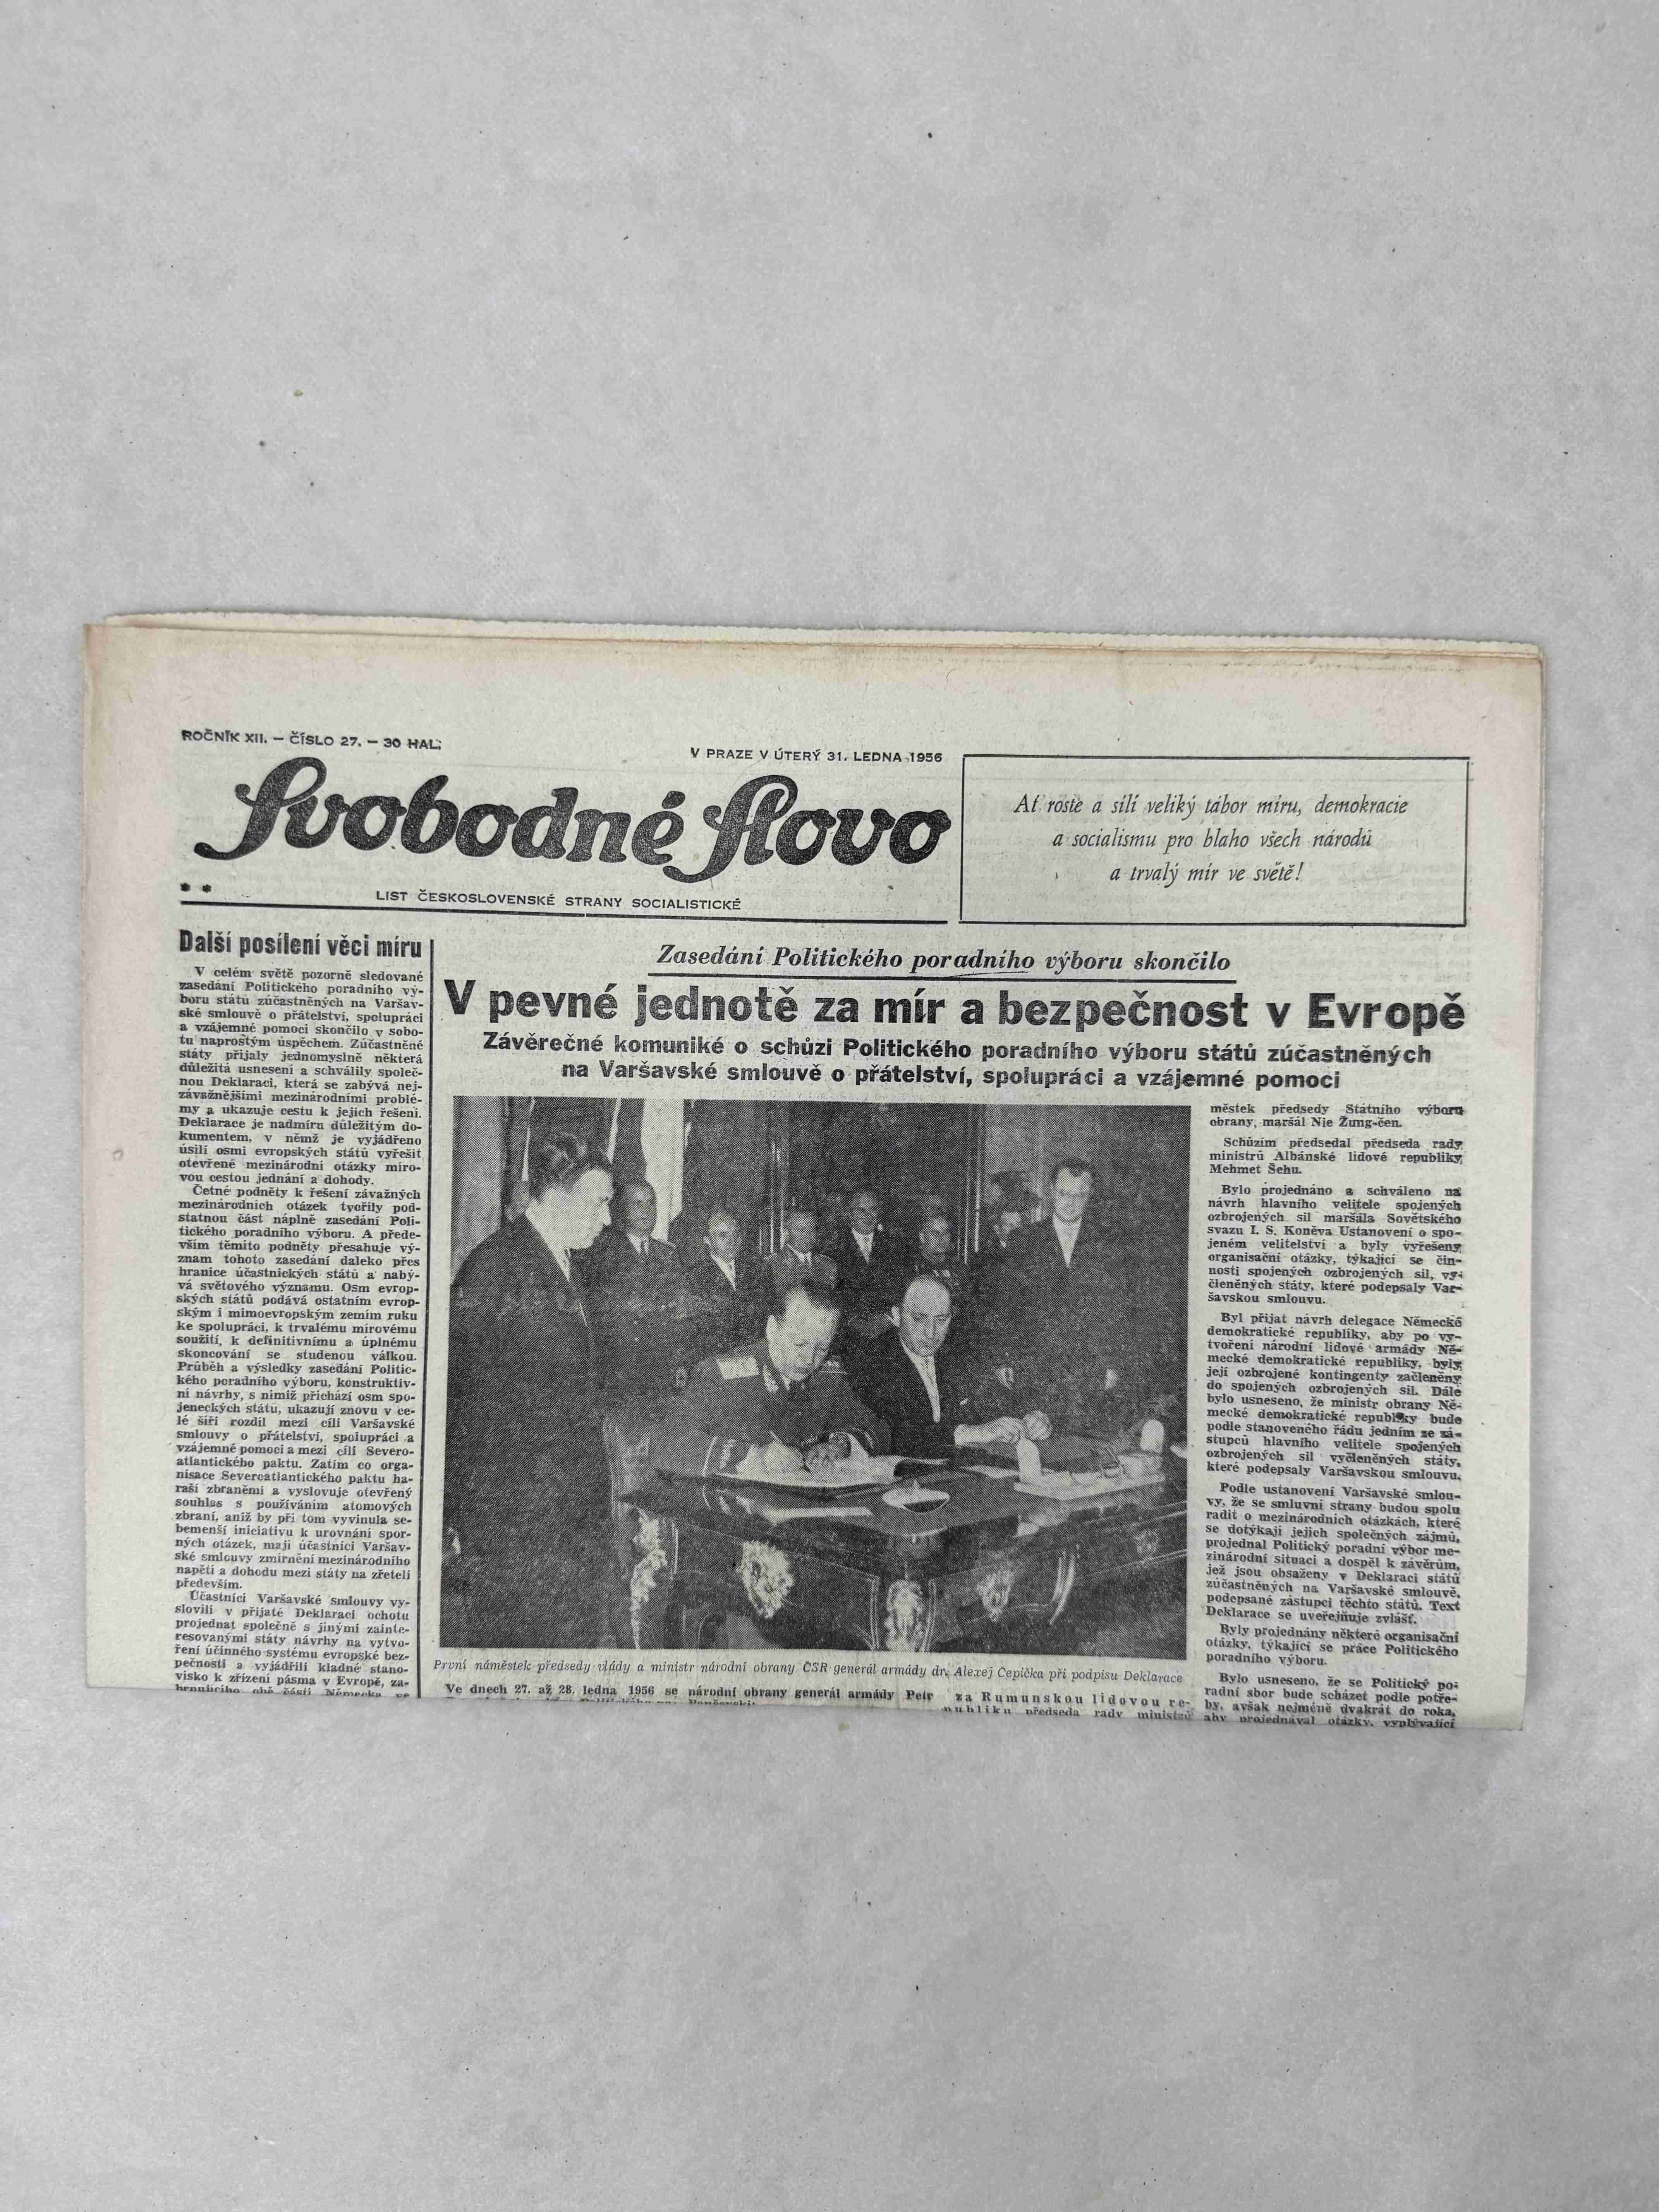 ROČNÍK XII. — ČÍSLO 27. — 30 HAL.
V PRAZE V ÚTERÝ 31. LEDNA 1956
Svobodné Slovo
LIST ČESKOSLOVENSKÉ STRANY SOCIALISTICKÉ
Ať roste a sílí veliký tábor míru, demokracie
a socialismu pro blaho všech národů
a trvalý mír ve světě!
Další posílení věci míru
V celém světě pozorně sledované
zasedání Politického poradního vý-
boru států zúčastněných na Varšav-
ské smlouvě o přátelství, spolupráci
a vzájemné pomoci skončilo v sobo-
tu naprostým úspěchem. Zúčastněné
státy přijaly jednomyslně některá
důležitá usnesení a schválily společ-
nou Deklaraci, která se zabývá nej-
závažnějšími mezinárodními problé-
my a ukazuje cestu k jejich řešení.
Deklarace je nadmíru důležitým do-
kumentem, v němž je vyjádřeno
úsilí osmi evropských států vyřešit
otevřené mezinárodní otázky míro-
vou cestou jednání a dohody.
Četné podněty k řešení závažných
mezinárodních otázek tvořily pod-
statnou část náplně zasedání Poli-
tického poradního výboru. A přede-
vším těmito podněty přesahuje vý-
znam tohoto zasedání daleko přes
hranice účastnických států a nabý-
vá světového významu. Osm evrop-
ských států podává ostatním evrop-
ským i mimoevropským zemím ruku
ke spolupráci, k trvalému mírovému
soužití, k definitivnímu a úplnému
skoncování se studenou válkou.
Průběh a výsledky zasedání Politic-
kého poradního výboru, konstruktiv-
ní návrhy, s nimiž přichází osm spo-
jeneckých států, ukazují znovu v ce-
lé šíři rozdíl mezi cíli Varšavské
smlouvy o přátelství, spolupráci a
vzájemné pomoci a mezi cíli Severo-
atlantického paktu. Zatím co orga-
nisace Severoatlantického paktu ha-
raší zbraněmi a vyslovuje otevřený
souhlas s používáním atomových
zbraní, aniž by při tom vyvinula se-
bemenší iniciativu k urovnání spor-
ných otázek, mají účastníci Varšav-
ské smlouvy zmírnění mezinárodního
napětí a dohodu mezi státy na zřeteli
především.
Účastníci Varšavské smlouvy vy-
slovili v přijaté Deklaraci ochotu
projednat společně s jinými zainte-
resovanými státy návrhy na vytvo-
ření účinného systému evropské bez-
pečnosti a vyjádřili kladné stano-
visko k zřízení pásma v Evropě, za-
hrnujícího obě části Německa, ve
Zasedání Politického poradního výboru skončilo
V pevné jednotě za mír a bezpečnost v Evropě
Závěrečné komuniké o schůzi Politického poradního výboru států zúčastněných
na Varšavské smlouvě o přátelství, spolupráci a vzájemné pomoci
První náměstek předsedy vlády a ministr národní obrany ČSR generál armády dr. Alexej Čepička při podpisu Deklarace
Ve dnech 27. až 28. ledna 1956 se
národní obrany generál armády Petr
za Rumunskou lidovou re-
publiku předseda rady ministrů
městek předsedy Státního výboru
obrany, maršál Nie Žung-čen.
Schůzím předsedal předseda rady
ministrů Albánské lidové republiky
Mehmet Šehu.
Bylo projednáno a schváleno na
návrh hlavního velitele spojených
ozbrojených sil maršála Sovětského
svazu I. S. Koněva Ustanovení o spo-
jeném velitelství a byly vyřešeny
organisační otázky, týkající se čin-
nosti spojených ozbrojených sil, vy-
členěných státy, které podepsaly Var-
šavskou smlouvu.
Byl přijat návrh delegace Německé
demokratické republiky, aby po vy-
tvoření národní lidové armády Ně-
mecké demokratické republiky, byly
její ozbrojené kontingenty začleněny
do spojených ozbrojených sil. Dále
bylo usneseno, že ministr obrany Ně-
mecké demokratické republiky bude
podle stanoveného řádu jedním ze zá-
stupců hlavního velitele spojených
ozbrojených sil vyčleněných státy,
které podepsaly Varšavskou smlouvu.
Podle ustanovení Varšavské smlou-
vy, že se smluvní strany budou spolu
radit o mezinárodních otázkách, které
se dotýkají jejich společných zájmů,
projednal Politický poradní výbor me-
zinárodní situaci a dospěl k závěrům,
jež jsou obsaženy v Deklaraci států
zúčastněných na Varšavské smlouvě,
podepsané zástupci těchto států. Text
Deklarace se uveřejňuje zvlášť.
Byly projednány některé organisační
otázky, týkající se práce Politického
poradního výboru.
Bylo usneseno, že se Politický po-
radní sbor bude scházet podle potře-
by, avšak nejméně dvakrát do roka,
aby projednával otázky, vyplývající